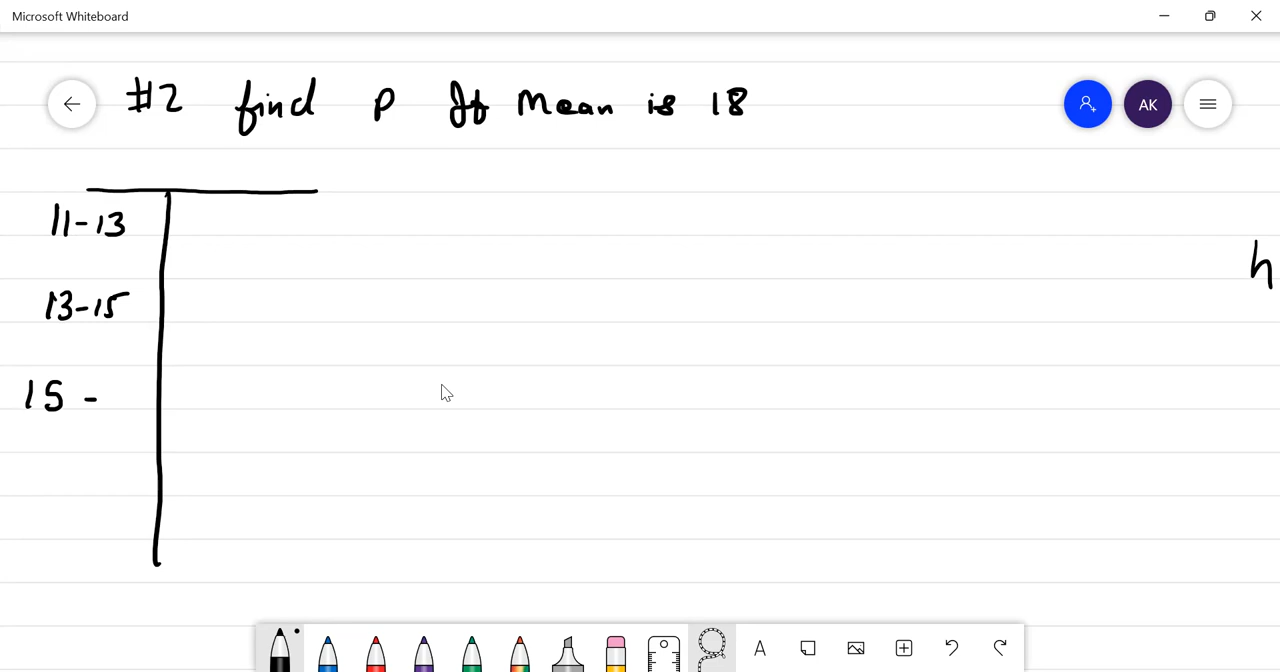 Microsoft Whiteboard
#2 find P If Mean is 18
AK
11-13
h
13-15
15 -
A